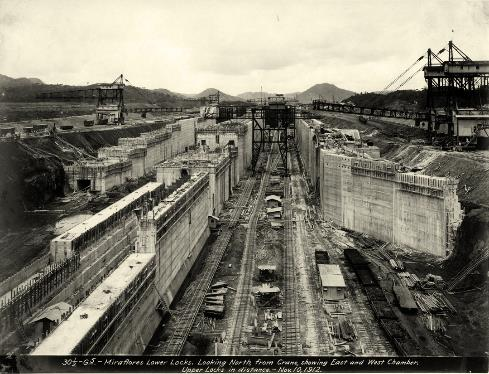 30½-G5.- Miraflores Lower Locks. Looking North, from Crane, showing East and West Chamber.
Upper Locks in distance.- Nov. 10, 1912.